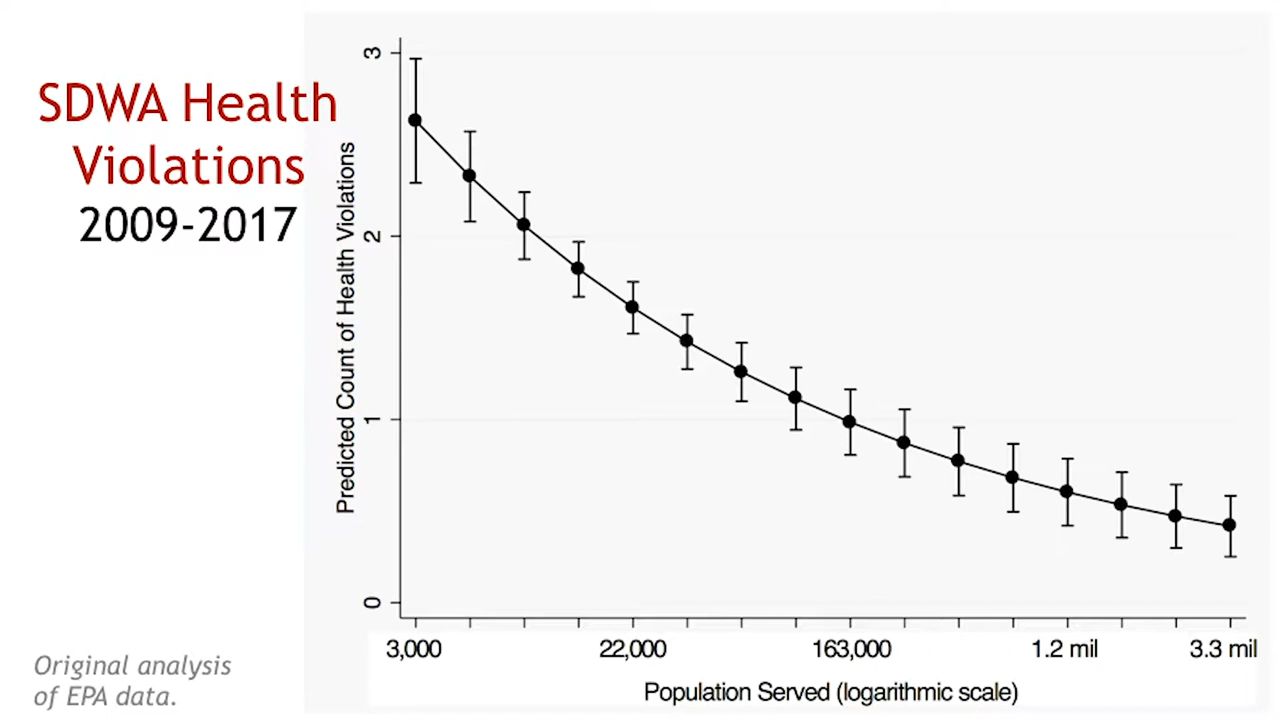 SDWA Health
Violations
2009-2017
Original analysis
of EPA data.
Predicted Count of Health Violations
3
2
1
0
3,000 22,000 163,000 1.2 mil 3.3 mil
Population Served (logarithmic scale)